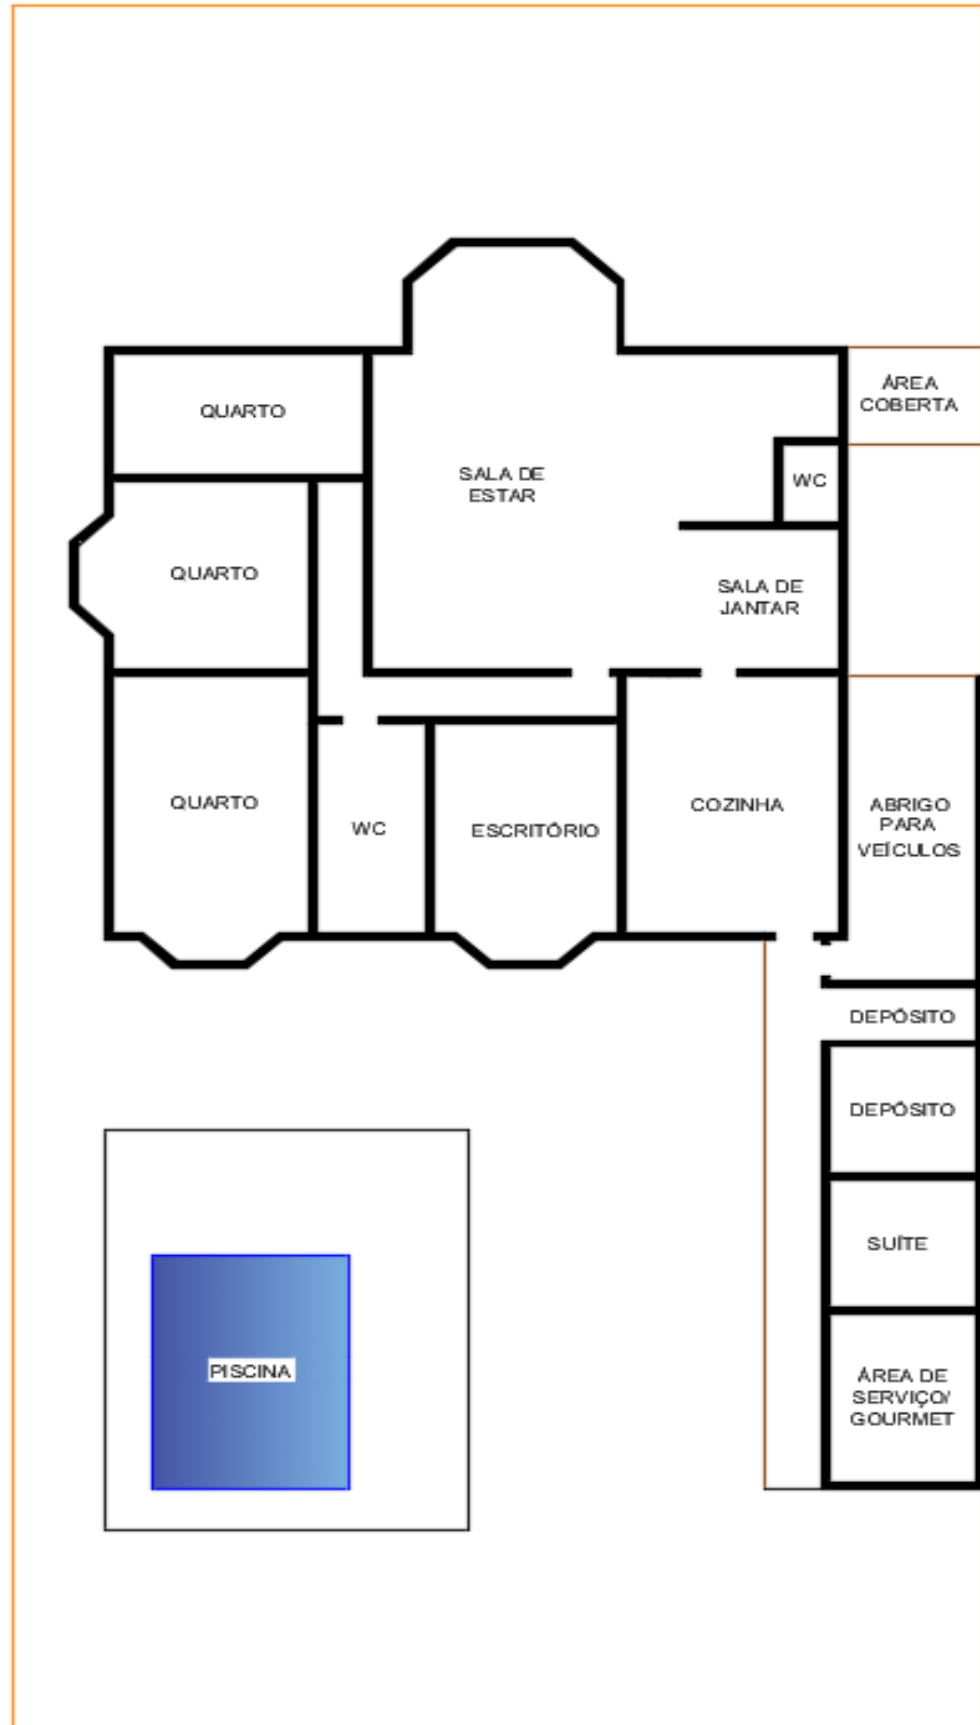 ÁREA
COBERTA
QUARTO
SALA DE
ESTAR
WC
QUARTO
SALA DE
JANTAR
QUARTO
WC
ESCRITÓRIO
COZINHA
ABRIGO
PARA
VEÍCULOS
DEPÓSITO
DEPÓSITO
SUÍTE
PISCINA
ÁREA DE
SERVIÇO/
GOURMET